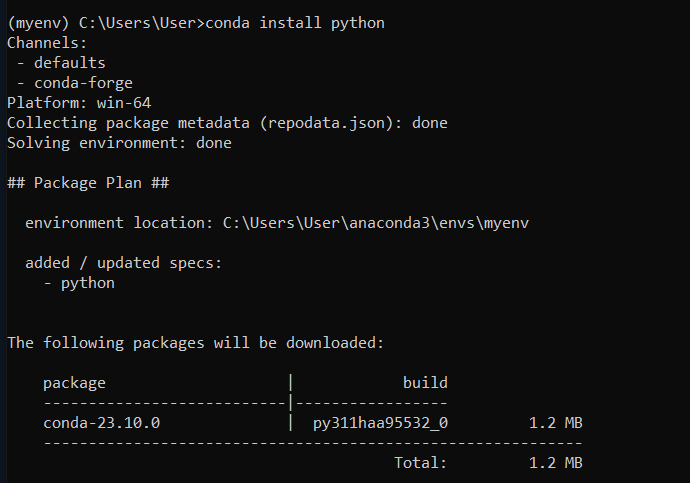 (myenv) C:\Users\User>conda install python
Channels:
 - defaults
 - conda-forge
Platform: win-64
Collecting package metadata (repodata.json): done
Solving environment: done
## Package Plan ##
  environment location: C:\Users\User\anaconda3\envs\myenv
  added / updated specs:
    - python
The following packages will be downloaded:
    package                    |            build
    ---------------------------|-----------------
    conda-23.10.0              |  py311haa95532_0         1.2 MB
    ------------------------------------------------------------
                                           Total:         1.2 MB